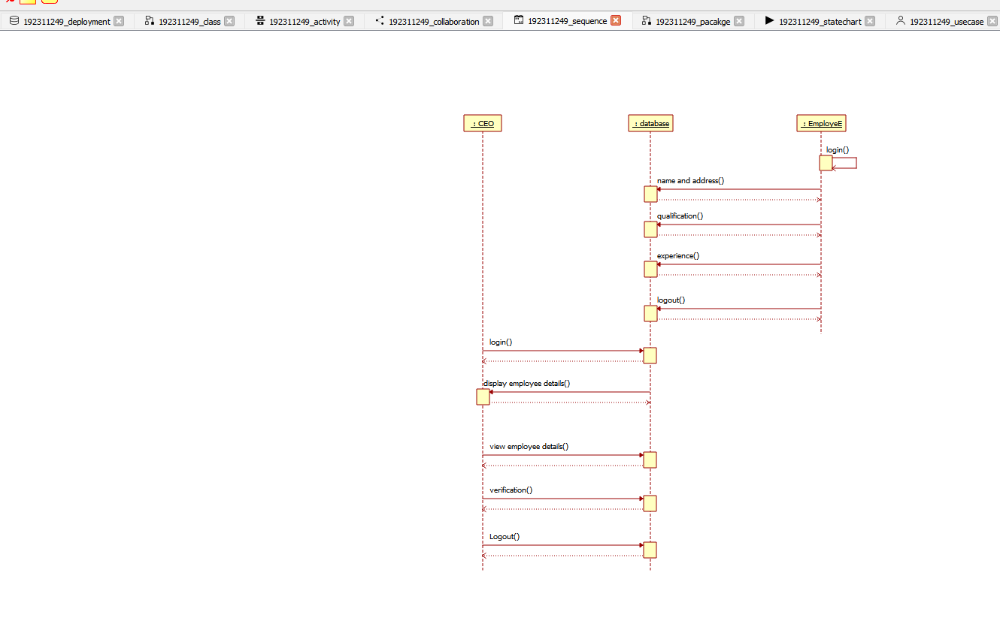 192311249_deployment
192311249_class
192311249_activity
192311249_collaboration
192311249_sequence
192311249_pacakge
192311249_statechart
192311249_usecase
: CEO
: database
: EmployeE
login()
name and address()
qualification()
experience()
logout()
login()
display employee details()
view employee details()
verification()
Logout()